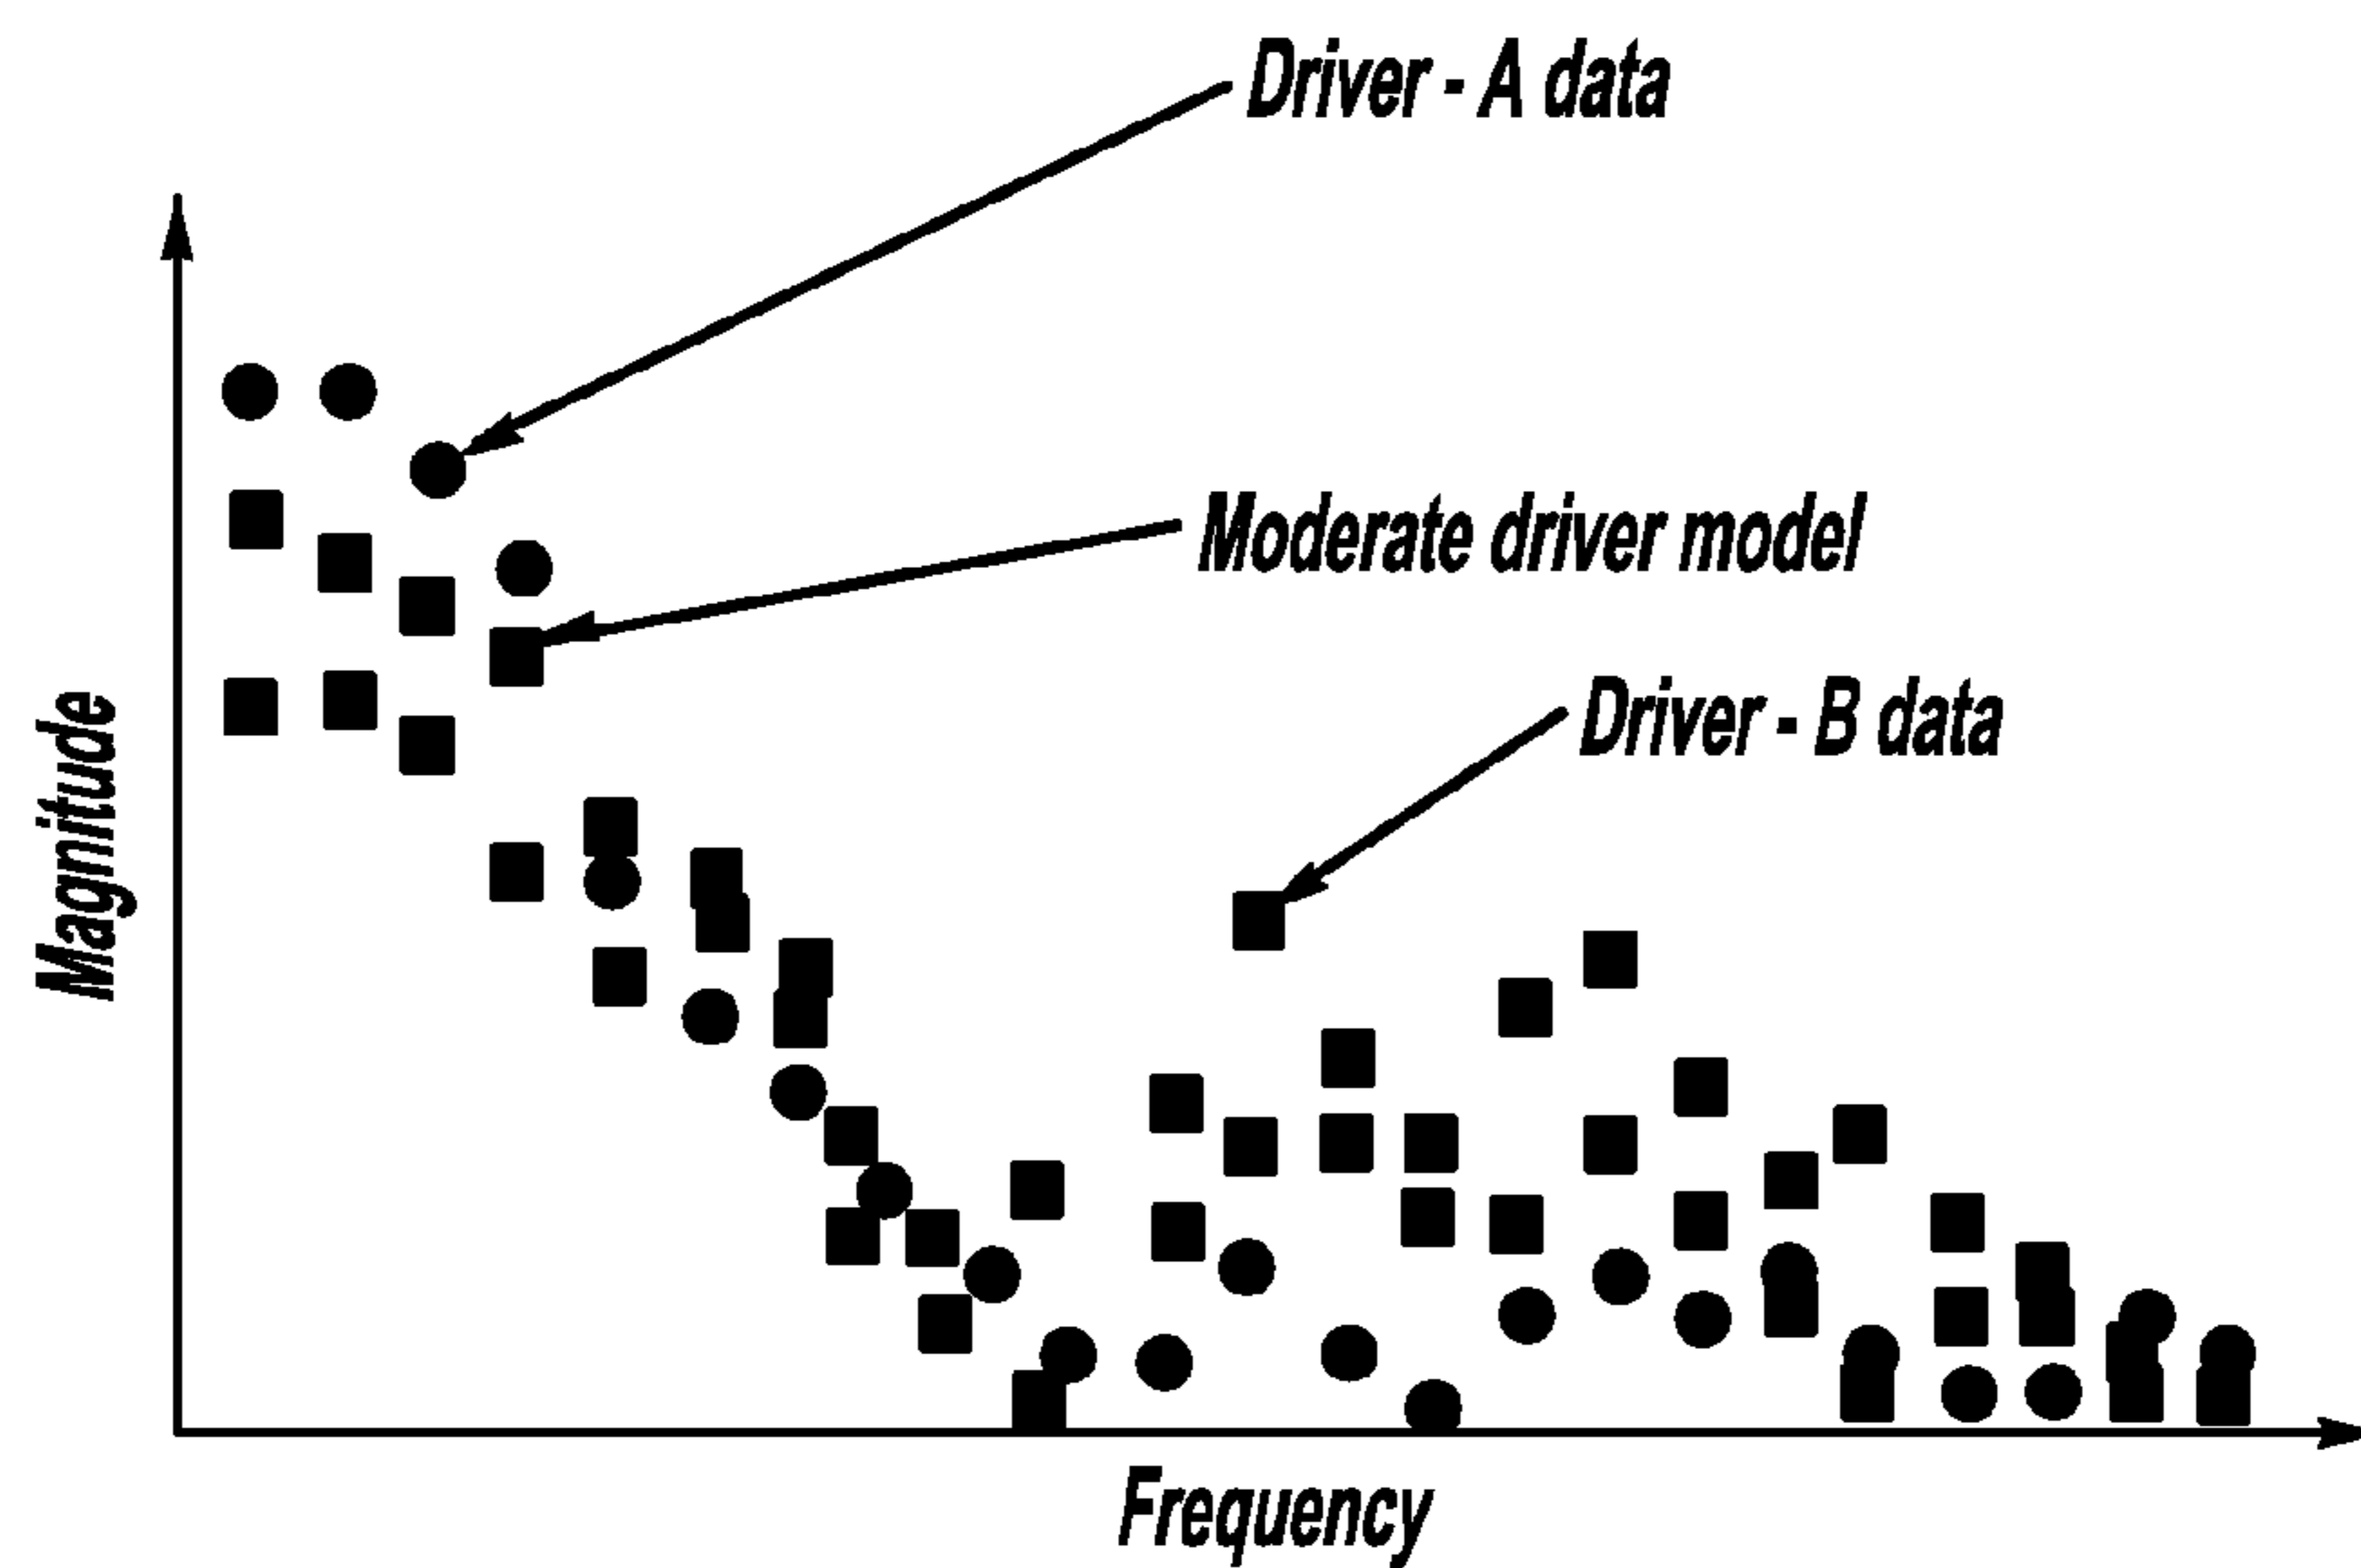 Driver - A data
Moderate driver model
Driver - B data
Magnitude
Frequency